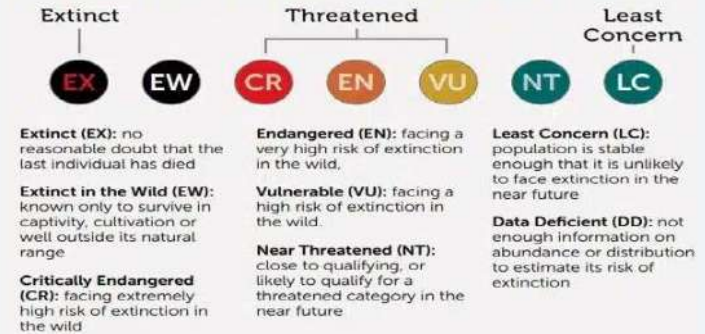 Extinct
Threatened
Least
Concern
EX
EW
CR
EN
VU
NT
LC
Extinct (EX): no
reasonable doubt that the
last individual has died
Extinct in the Wild (EW):
known only to survive in
captivity, cultivation or
well outside its natural
range
Critically Endangered
(CR): facing extremely
high risk of extinction in
the wild
Endangered (EN): facing a
very high risk of extinction
in the wild,
Vulnerable (VU): facing a
high risk of extinction in
the wild.
Near Threatened (NT):
close to qualifying, or
likely to qualify for a
threatened category in the
near future
Least Concern (LC):
population is stable
enough that it is unlikely
to face extinction in the
near future
Data Deficient (DD): not
enough information on
abundance or distribution
to estimate its risk of
extinction